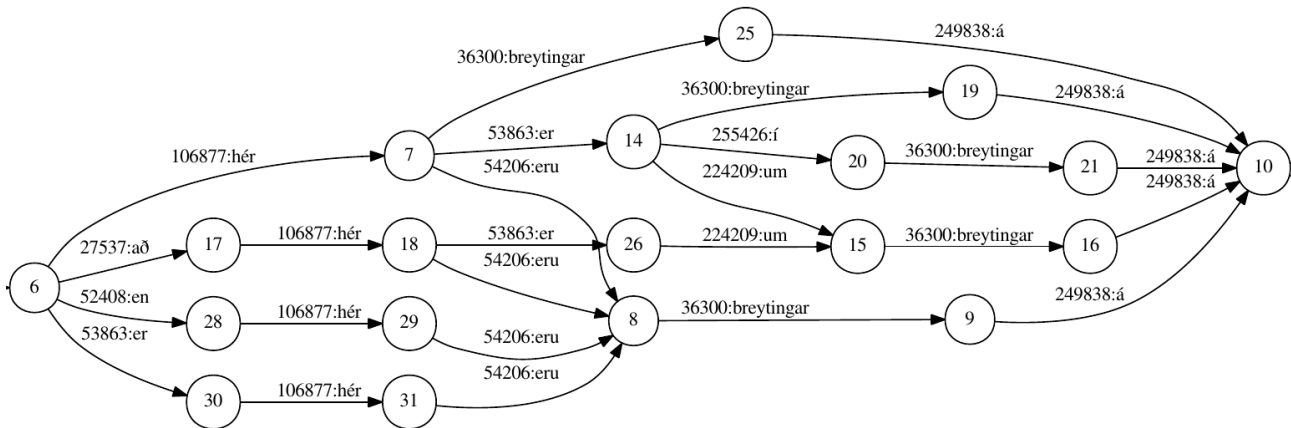 25
249838:á
36300:breytingar
36300:breytingar
19
249838:á
53863:er
14
255426:í
106877:hér
7
36300:breytingar
249838:á
54206:eru
224209:um
20
21
10
249838:á
27537:að
17
106877:hér
18
53863:er
26
224209:um
15
36300:breytingar
16
54206:eru
6
52408:en
249838:á
53863:er
28
106877:hér
29
8
36300:breytingar
9
54206:eru
54206:eru
30
106877:hér
31